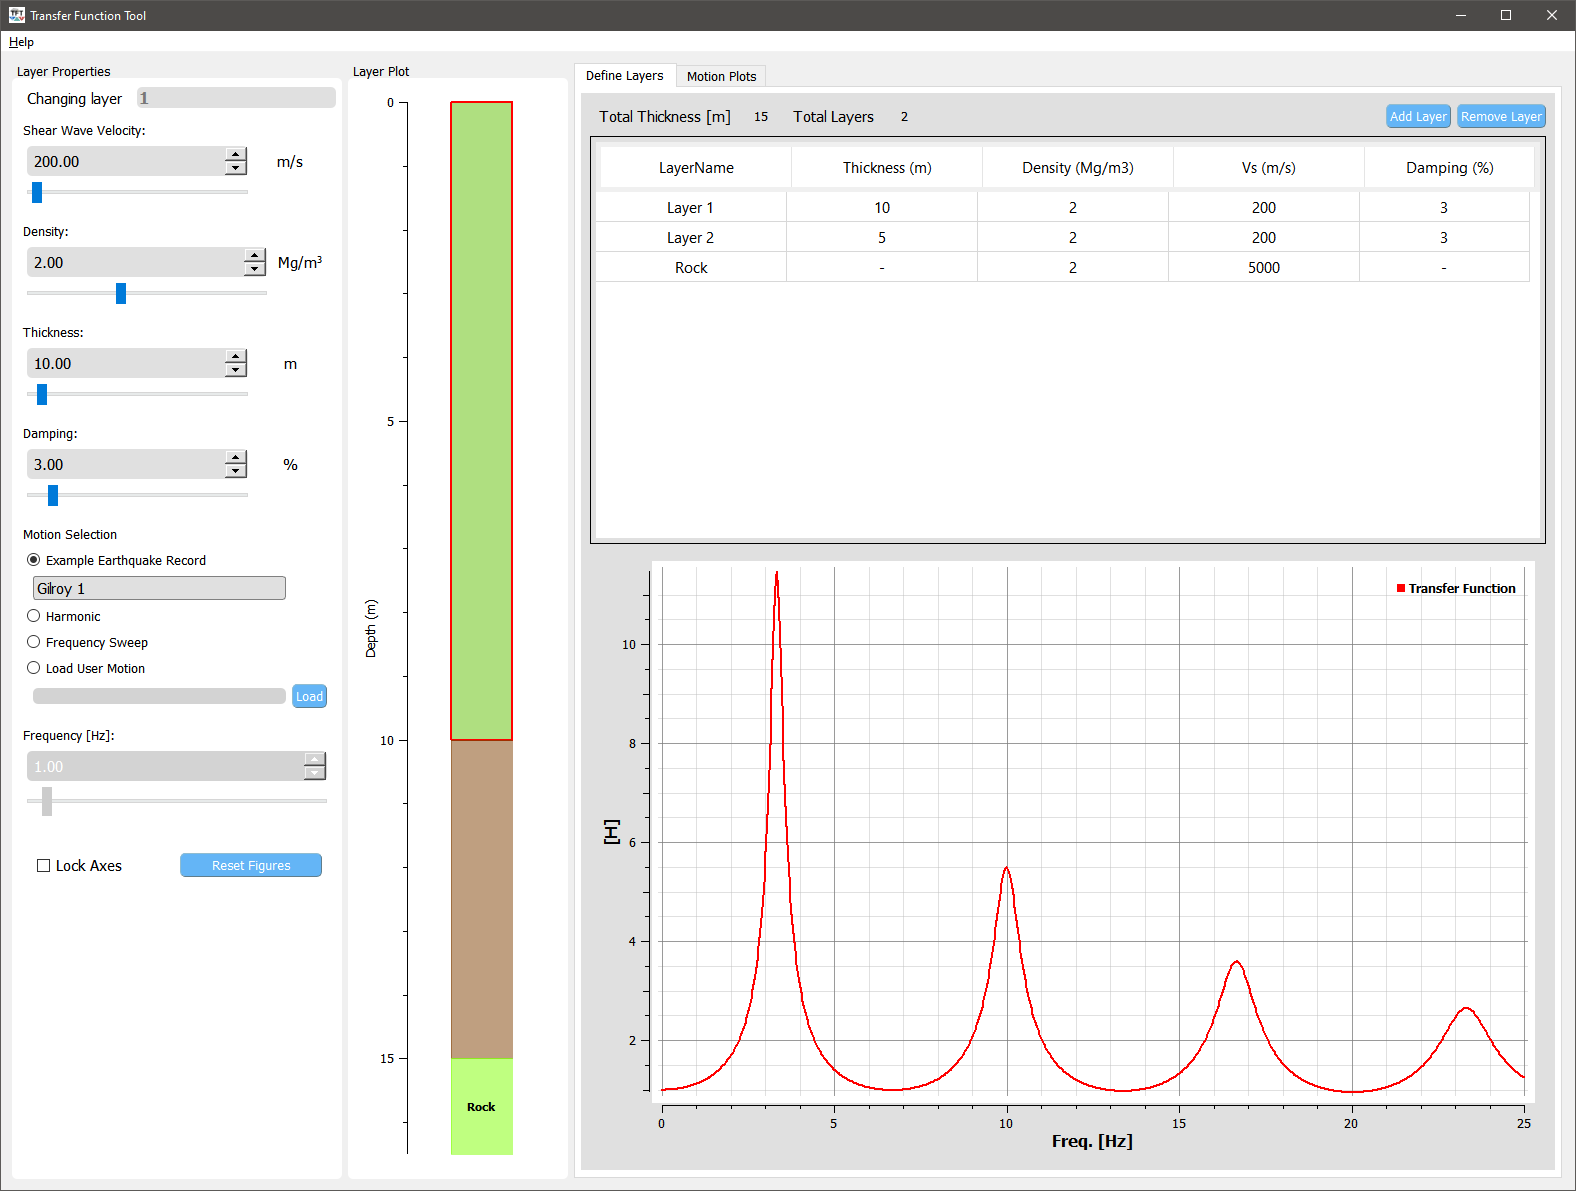 Transfer Function Tool
Help
Layer Properties
Changing layer 1
Shear Wave Velocity:
200.00 m/s
Density:
2.00 Mg/m³
Thickness:
10.00 m
Damping:
3.00 %
Motion Selection
Example Earthquake Record
Gilroy 1
Harmonic
Frequency Sweep
Load User Motion
Load
Frequency [Hz]:
1.00
Lock Axes Reset Figures
Layer Plot
0
5
Depth (m)
10
15
Rock
Define Layers Motion Plots
Total Thickness [m] 15 Total Layers 2 Add Layer Remove Layer
LayerName Thickness (m) Density (Mg/m3) Vs (m/s) Damping (%)
Layer 1 10 2 200 3
Layer 2 5 2 200 3
Rock - 2 5000 -
Transfer Function
10
8
6
4
2
[H]
0 5 10 15 20 25
Freq. [Hz]